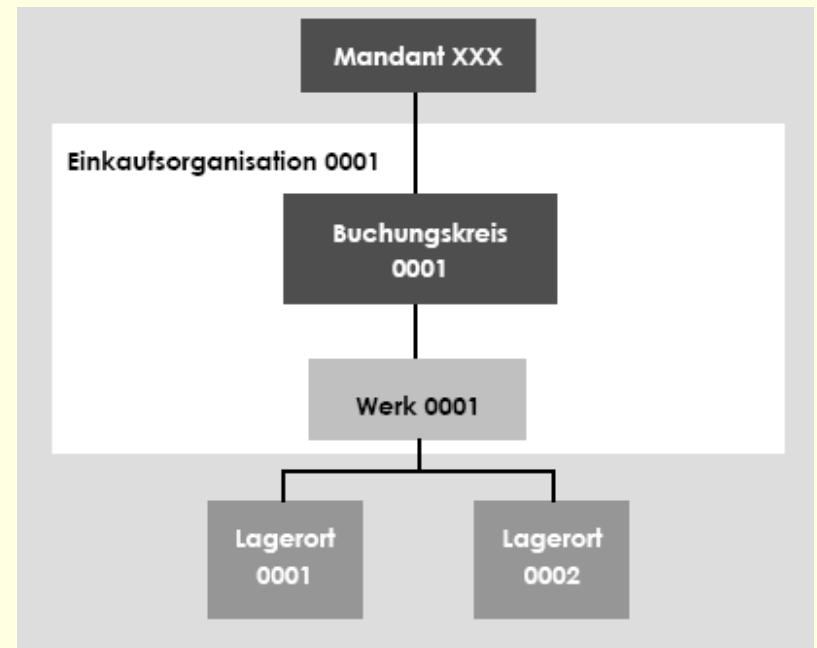 Mandant XXX
Einkaufsorganisation 0001
Buchungskreis
0001
Werk 0001
Lagerort
0001
Lagerort
0002